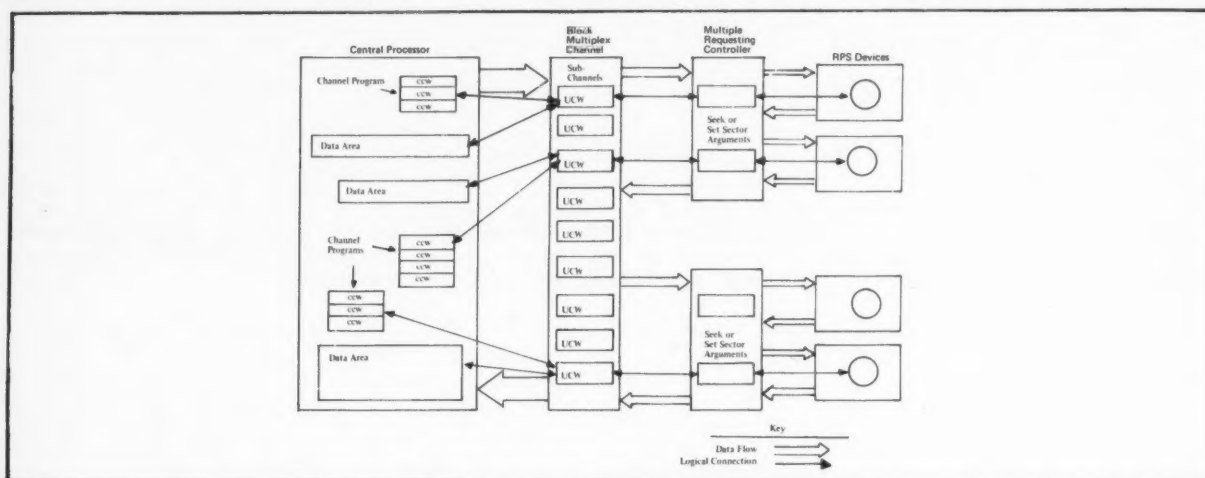 Central Processor
Block
Multiplex
Channel
Multiple
Requesting
Controller
RPS Devices
Channel Program
CCW
CCW
CCW
Data Area
Data Area
Channel
Programs
CCW
CCW
CCW
CCW
CCW
CCW
CCW
Data Area
Sub-
Channels
UCW
UCW
UCW
UCW
UCW
UCW
UCW
UCW
UCW
Seek or
Set Sector
Arguments
Seek or
Set Sector
Arguments
Key
Data Flow
Logical Connection